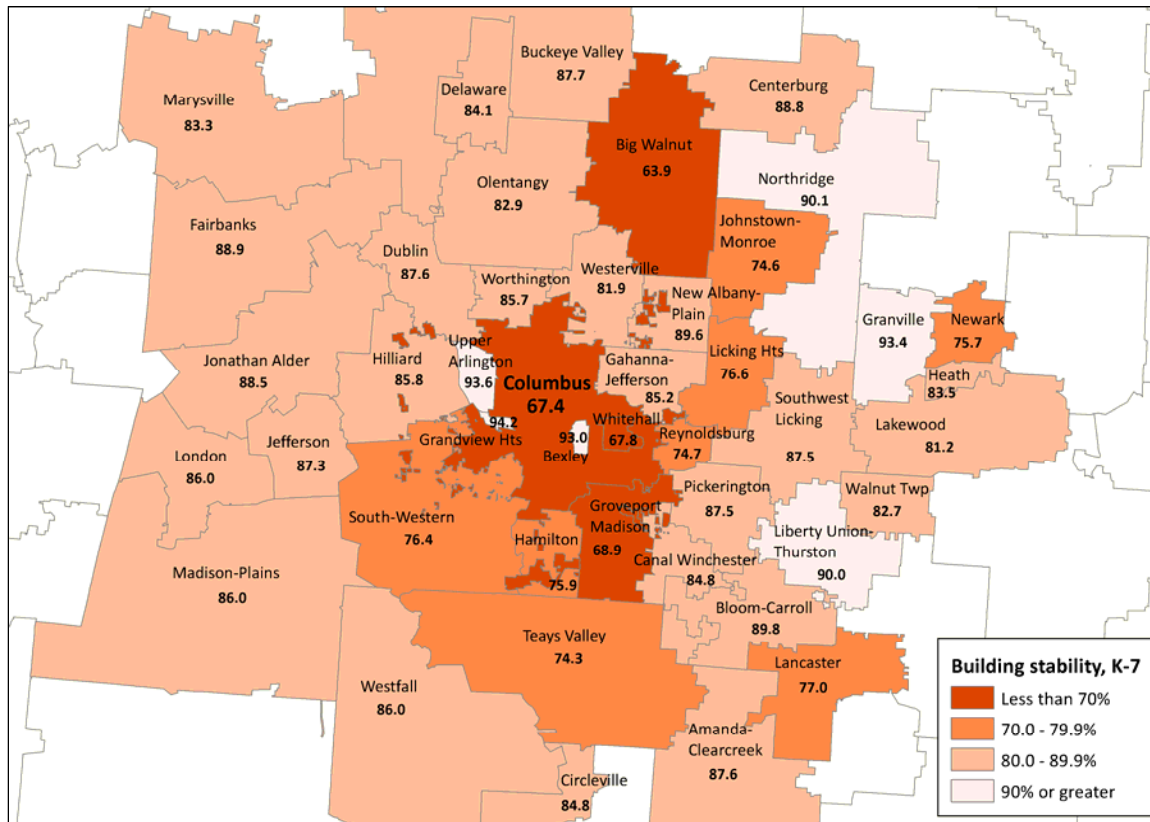 Buckeye Valley
87.7
Marysville
83.3
Delaware
84.1
Centerburg
88.8
Big Walnut
63.9
Olentangy
82.9
Northridge
90.1
Fairbanks
88.9
Johnstown-
Monroe
74.6
Dublin
87.6
Worthington
85.7
Westerville
81.9
New Albany-
Plain
89.6
Granville
93.4
Newark
75.7
Upper
Arlington
93.6
Hilliard
85.8
Jonathan Alder
88.5
Columbus
67.4
Gahanna-
Jefferson
85.2
Licking Hts
76.6
Heath
83.5
Southwest
Licking
87.5
Lakewood
81.2
94.2
Grandview Hts
93.0
Bexley
Whitehall
67.8
Reynoldsburg
74.7
Jefferson
87.3
London
86.0
Pickerington
87.5
Walnut Twp
82.7
South-Western
76.4
Groveport
Madison
68.9
Hamilton
75.9
Liberty Union-
Thurston
90.0
Canal Winchester
84.8
Madison-Plains
86.0
Bloom-Carroll
89.8
Teays Valley
74.3
Lancaster
77.0
Westfall
86.0
Amanda-
Clearcreek
87.6
Circleville
84.8
Building stability, K-7
Less than 70%
70.0 - 79.9%
80.0 - 89.9%
90% or greater